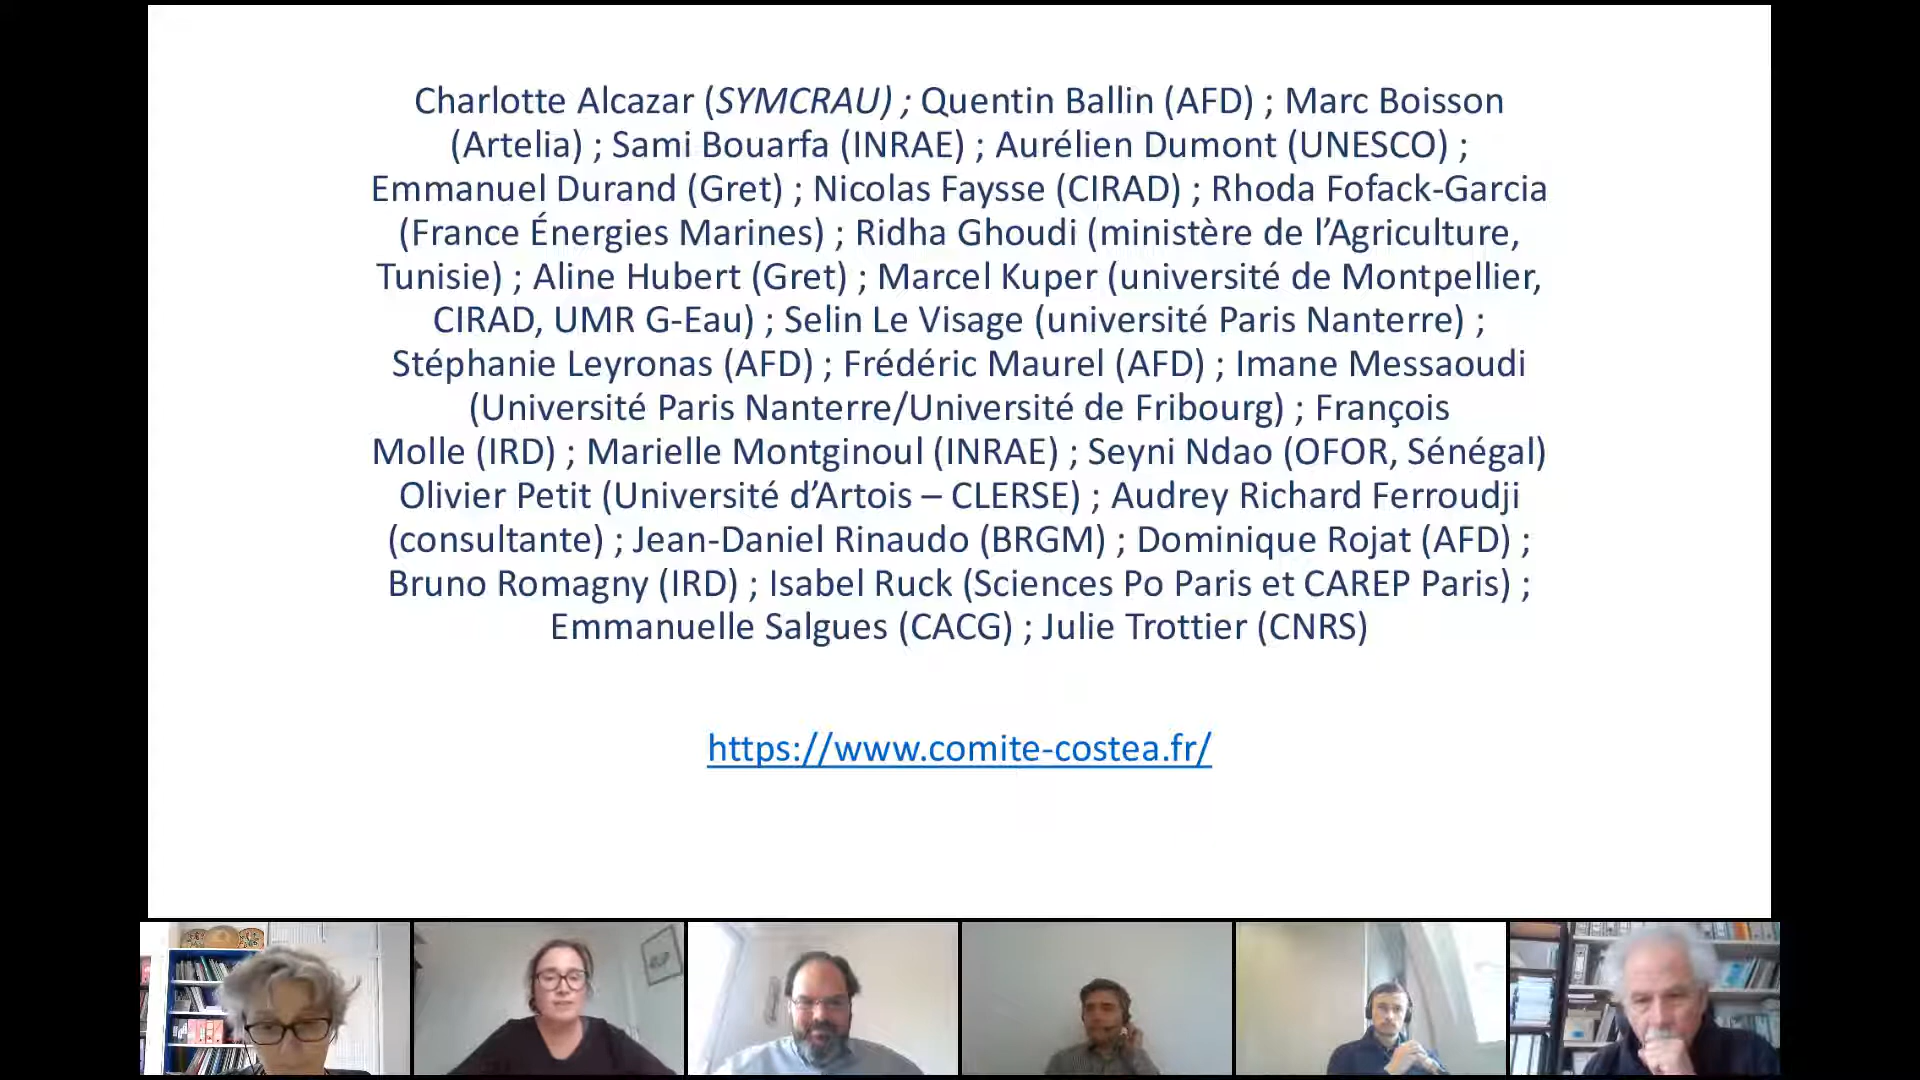 Charlotte Alcazar (SYMCRAU) ; Quentin Ballin (AFD) ; Marc Boisson
(Artelia) ; Sami Bouarfa (INRAE) ; Aurélien Dumont (UNESCO) ;
Emmanuel Durand (Gret) ; Nicolas Faysse (CIRAD) ; Rhoda Fofack-Garcia
(France Énergies Marines) ; Ridha Ghoudi (ministère de l’Agriculture,
Tunisie) ; Aline Hubert (Gret) ; Marcel Kuper (université de Montpellier,
CIRAD, UMR G-Eau) ; Selin Le Visage (université Paris Nanterre) ;
Stéphanie Leyronas (AFD) ; Frédéric Maurel (AFD) ; Imane Messaoudi
(Université Paris Nanterre/Université de Fribourg) ; François
Molle (IRD) ; Marielle Montginoul (INRAE) ; Seyni Ndao (OFOR, Sénégal)
Olivier Petit (Université d’Artois – CLERSE) ; Audrey Richard Ferroudji
(consultante) ; Jean-Daniel Rinaudo (BRGM) ; Dominique Rojat (AFD) ;
Bruno Romagny (IRD) ; Isabel Ruck (Sciences Po Paris et CAREP Paris) ;
Emmanuelle Salgues (CACG) ; Julie Trottier (CNRS)
https://www.comite-costea.fr/